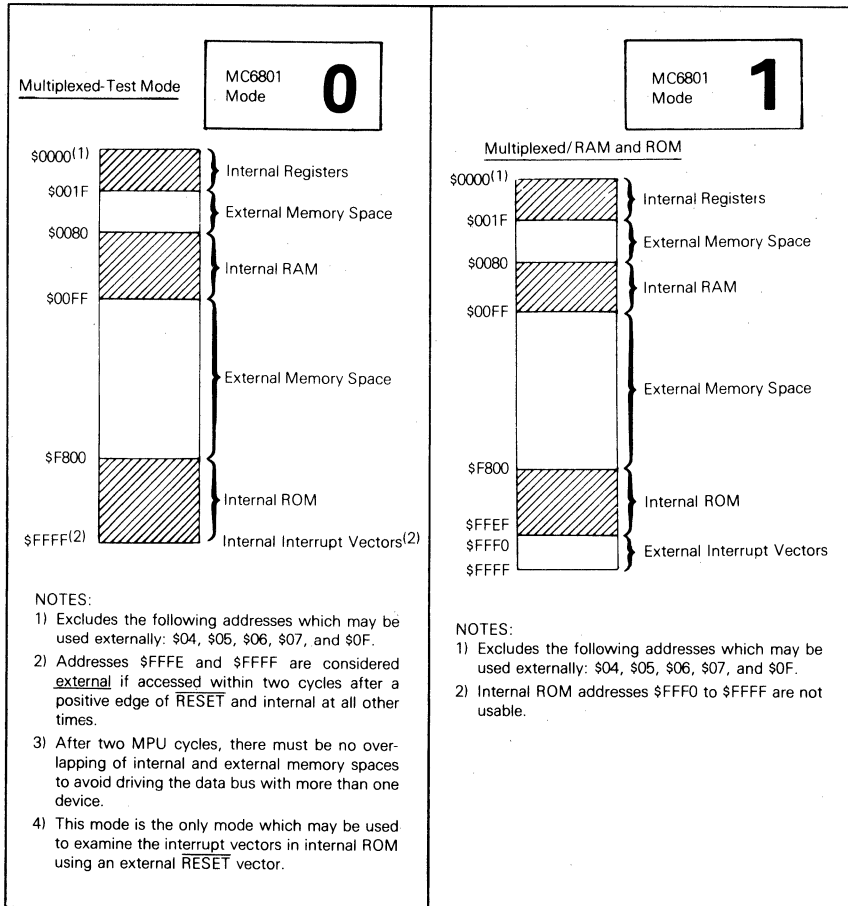 Multiplexed-Test Mode
MC6801
Mode
0
$0000(1)
$001F
$0080
$00FF
$F800
$FFFF(2)
Internal Registers
External Memory Space
Internal RAM
External Memory Space
Internal ROM
Internal Interrupt Vectors(2)
NOTES:
1) Excludes the following addresses which may be
used externally: $04, $05, $06, $07, and $0F.
2) Addresses $FFFE and $FFFF are considered
external if accessed within two cycles after a
positive edge of RESET and internal at all other
times.
3) After two MPU cycles, there must be no over-
lapping of internal and external memory spaces
to avoid driving the data bus with more than one
device.
4) This mode is the only mode which may be used
to examine the interrupt vectors in internal ROM
using an external RESET vector.
MC6801
Mode
1
Multiplexed/RAM and ROM
$0000(1)
$001F
$0080
$00FF
$F800
$FFEF
$FFF0
$FFFF
Internal Registers
External Memory Space
Internal RAM
External Memory Space
Internal ROM
External Interrupt Vectors
NOTES:
1) Excludes the following addresses which may be
used externally: $04, $05, $06, $07, and $0F.
2) Internal ROM addresses $FFF0 to $FFFF are not
usable.